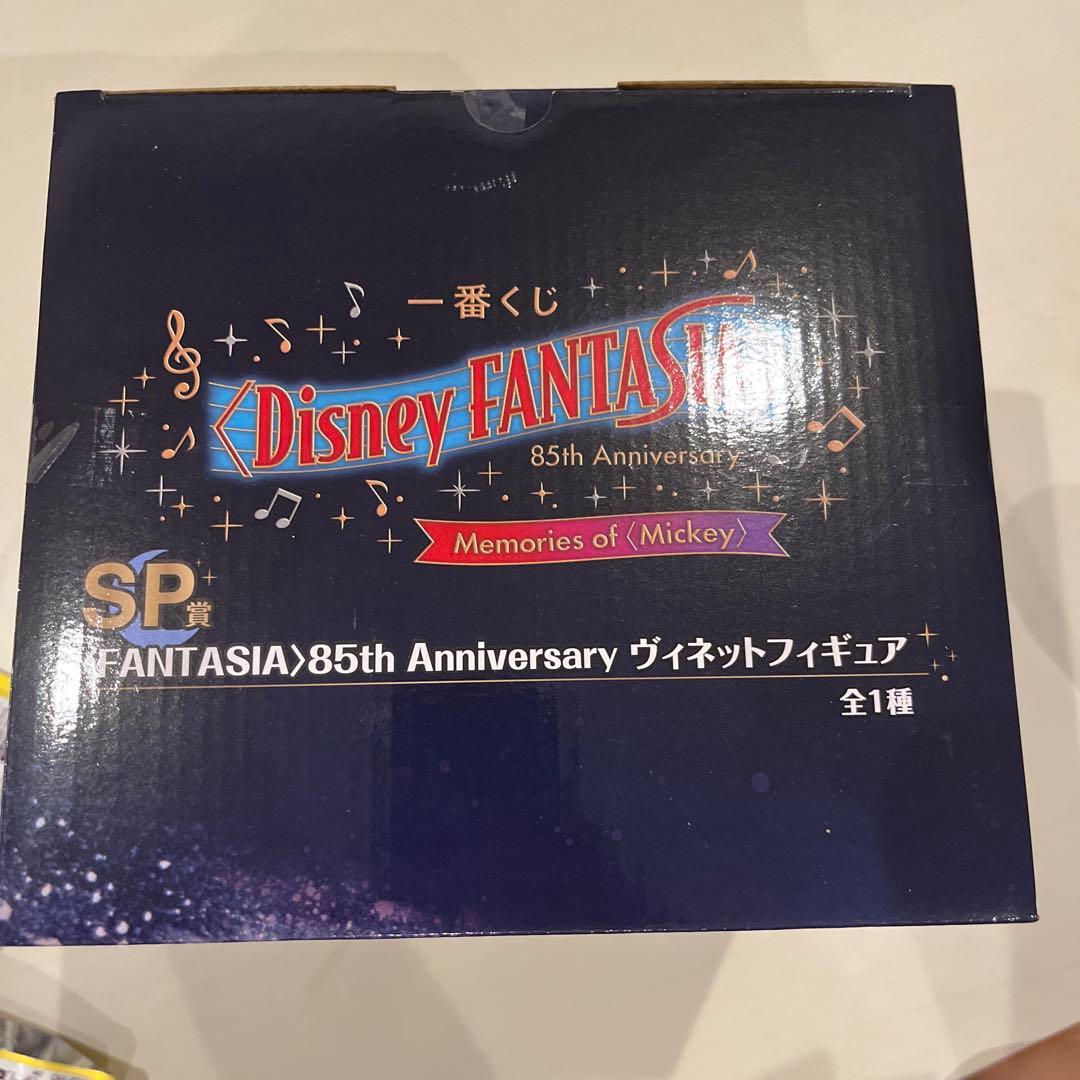 一番くじ
〈Disney FANTASIA
85th Anniversary
Memories of〈Mickey〉
SP賞
FANTASIA〉85th Anniversary ヴィネットフィギュア
全1種